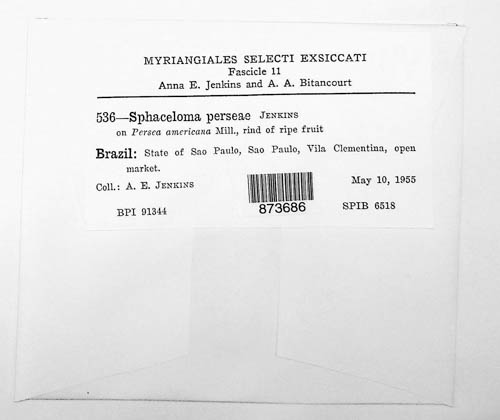 MYRIANGIALES SELECTI EXSICCATI
Fascicle 11
Anna E. Jenkins and A. A. Bitancourt
536—Sphaceloma perseae JENKINS
on Persea americana Mill., rind of ripe fruit
Brazil: State of Sao Paulo, Sao Paulo, Vila Clementina, open
market.
Coll.: A. E. JENKINS May 10, 1955
873686
BPI 91344 SPIB 6518